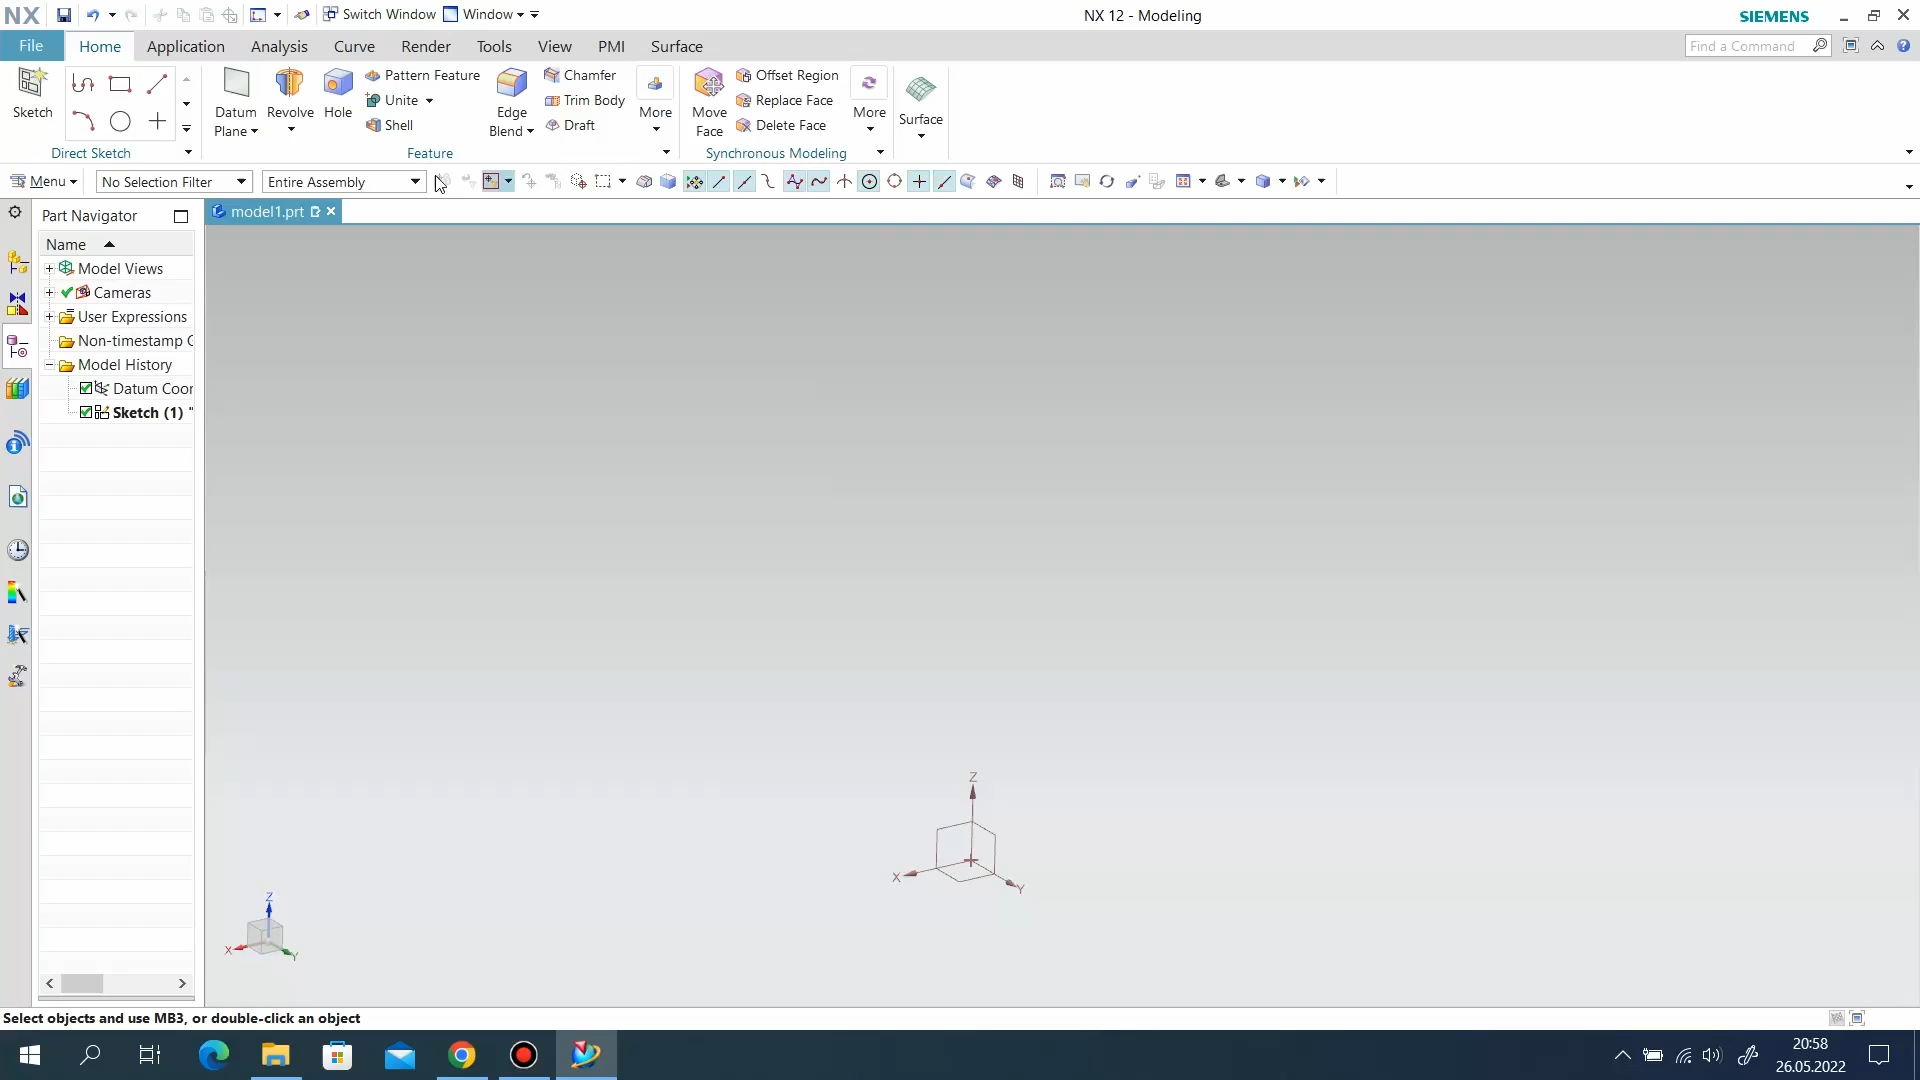 NX Switch Window Window NX 12 - Modeling SIEMENS
File Home Application Analysis Curve Render Tools View PMI Surface Find a Command
Sketch
Direct Sketch
Datum Plane
Revolve
Hole
Pattern Feature
Unite
Shell
Edge Blend
Chamfer
Trim Body
Draft
More
Feature
Move Face
Offset Region
Replace Face
Delete Face
More
Synchronous Modeling
Surface
Menu No Selection Filter Entire Assembly
Part Navigator
model1.prt
Name
Model Views
Cameras
User Expressions
Non-timestamp G
Model History
Datum Coor
Sketch (1) "
Z
X
Y
Z
X
Y
Select objects and use MB3, or double-click an object
20:58
26.05.2022